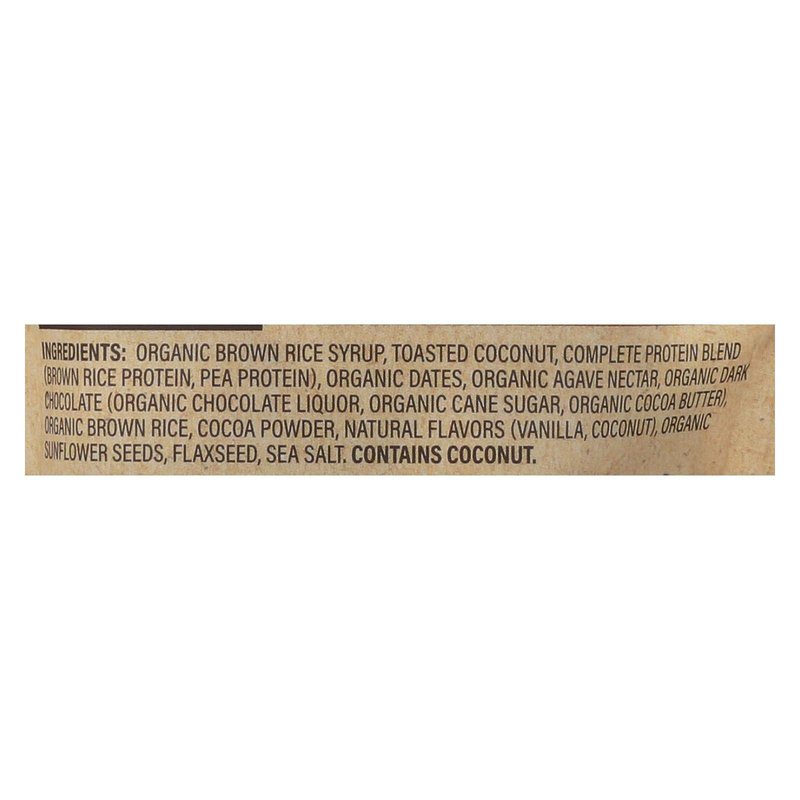 INGREDIENTS: ORGANIC BROWN RICE SYRUP, TOASTED COCONUT, COMPLETE PROTEIN BLEND
(BROWN RICE PROTEIN, PEA PROTEIN), ORGANIC DATES, ORGANIC AGAVE NECTAR, ORGANIC DARK
CHOCOLATE (ORGANIC CHOCOLATE LIQUOR, ORGANIC CANE SUGAR, ORGANIC COCOA BUTTER),
ORGANIC BROWN RICE, COCOA POWDER, NATURAL FLAVORS (VANILLA, COCONUT), ORGANIC
SUNFLOWER SEEDS, FLAXSEED, SEA SALT. CONTAINS COCONUT.